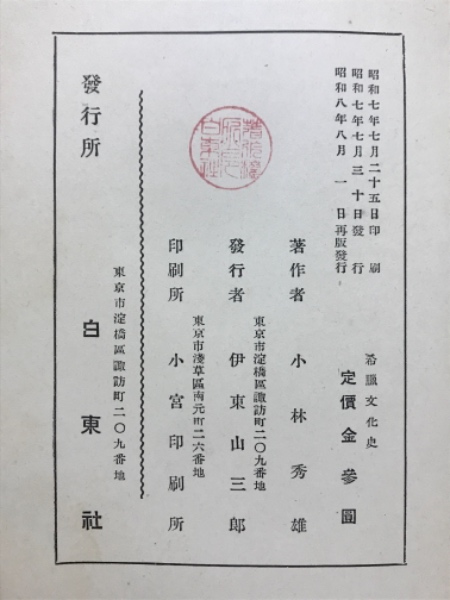 昭和七年七月二十五日印刷
昭和七年七月三十日發行
昭和八年八月一日再版發行
希臘文化史
定價金參圓
著作者 小林秀雄
東京市淀橋區諏訪町二〇九番地
發行者 伊東山三郎
東京市淺草區南元町二六番地
印刷所 小宮印刷所
發行所
東京市淀橋區諏訪町二〇九番地
白東社